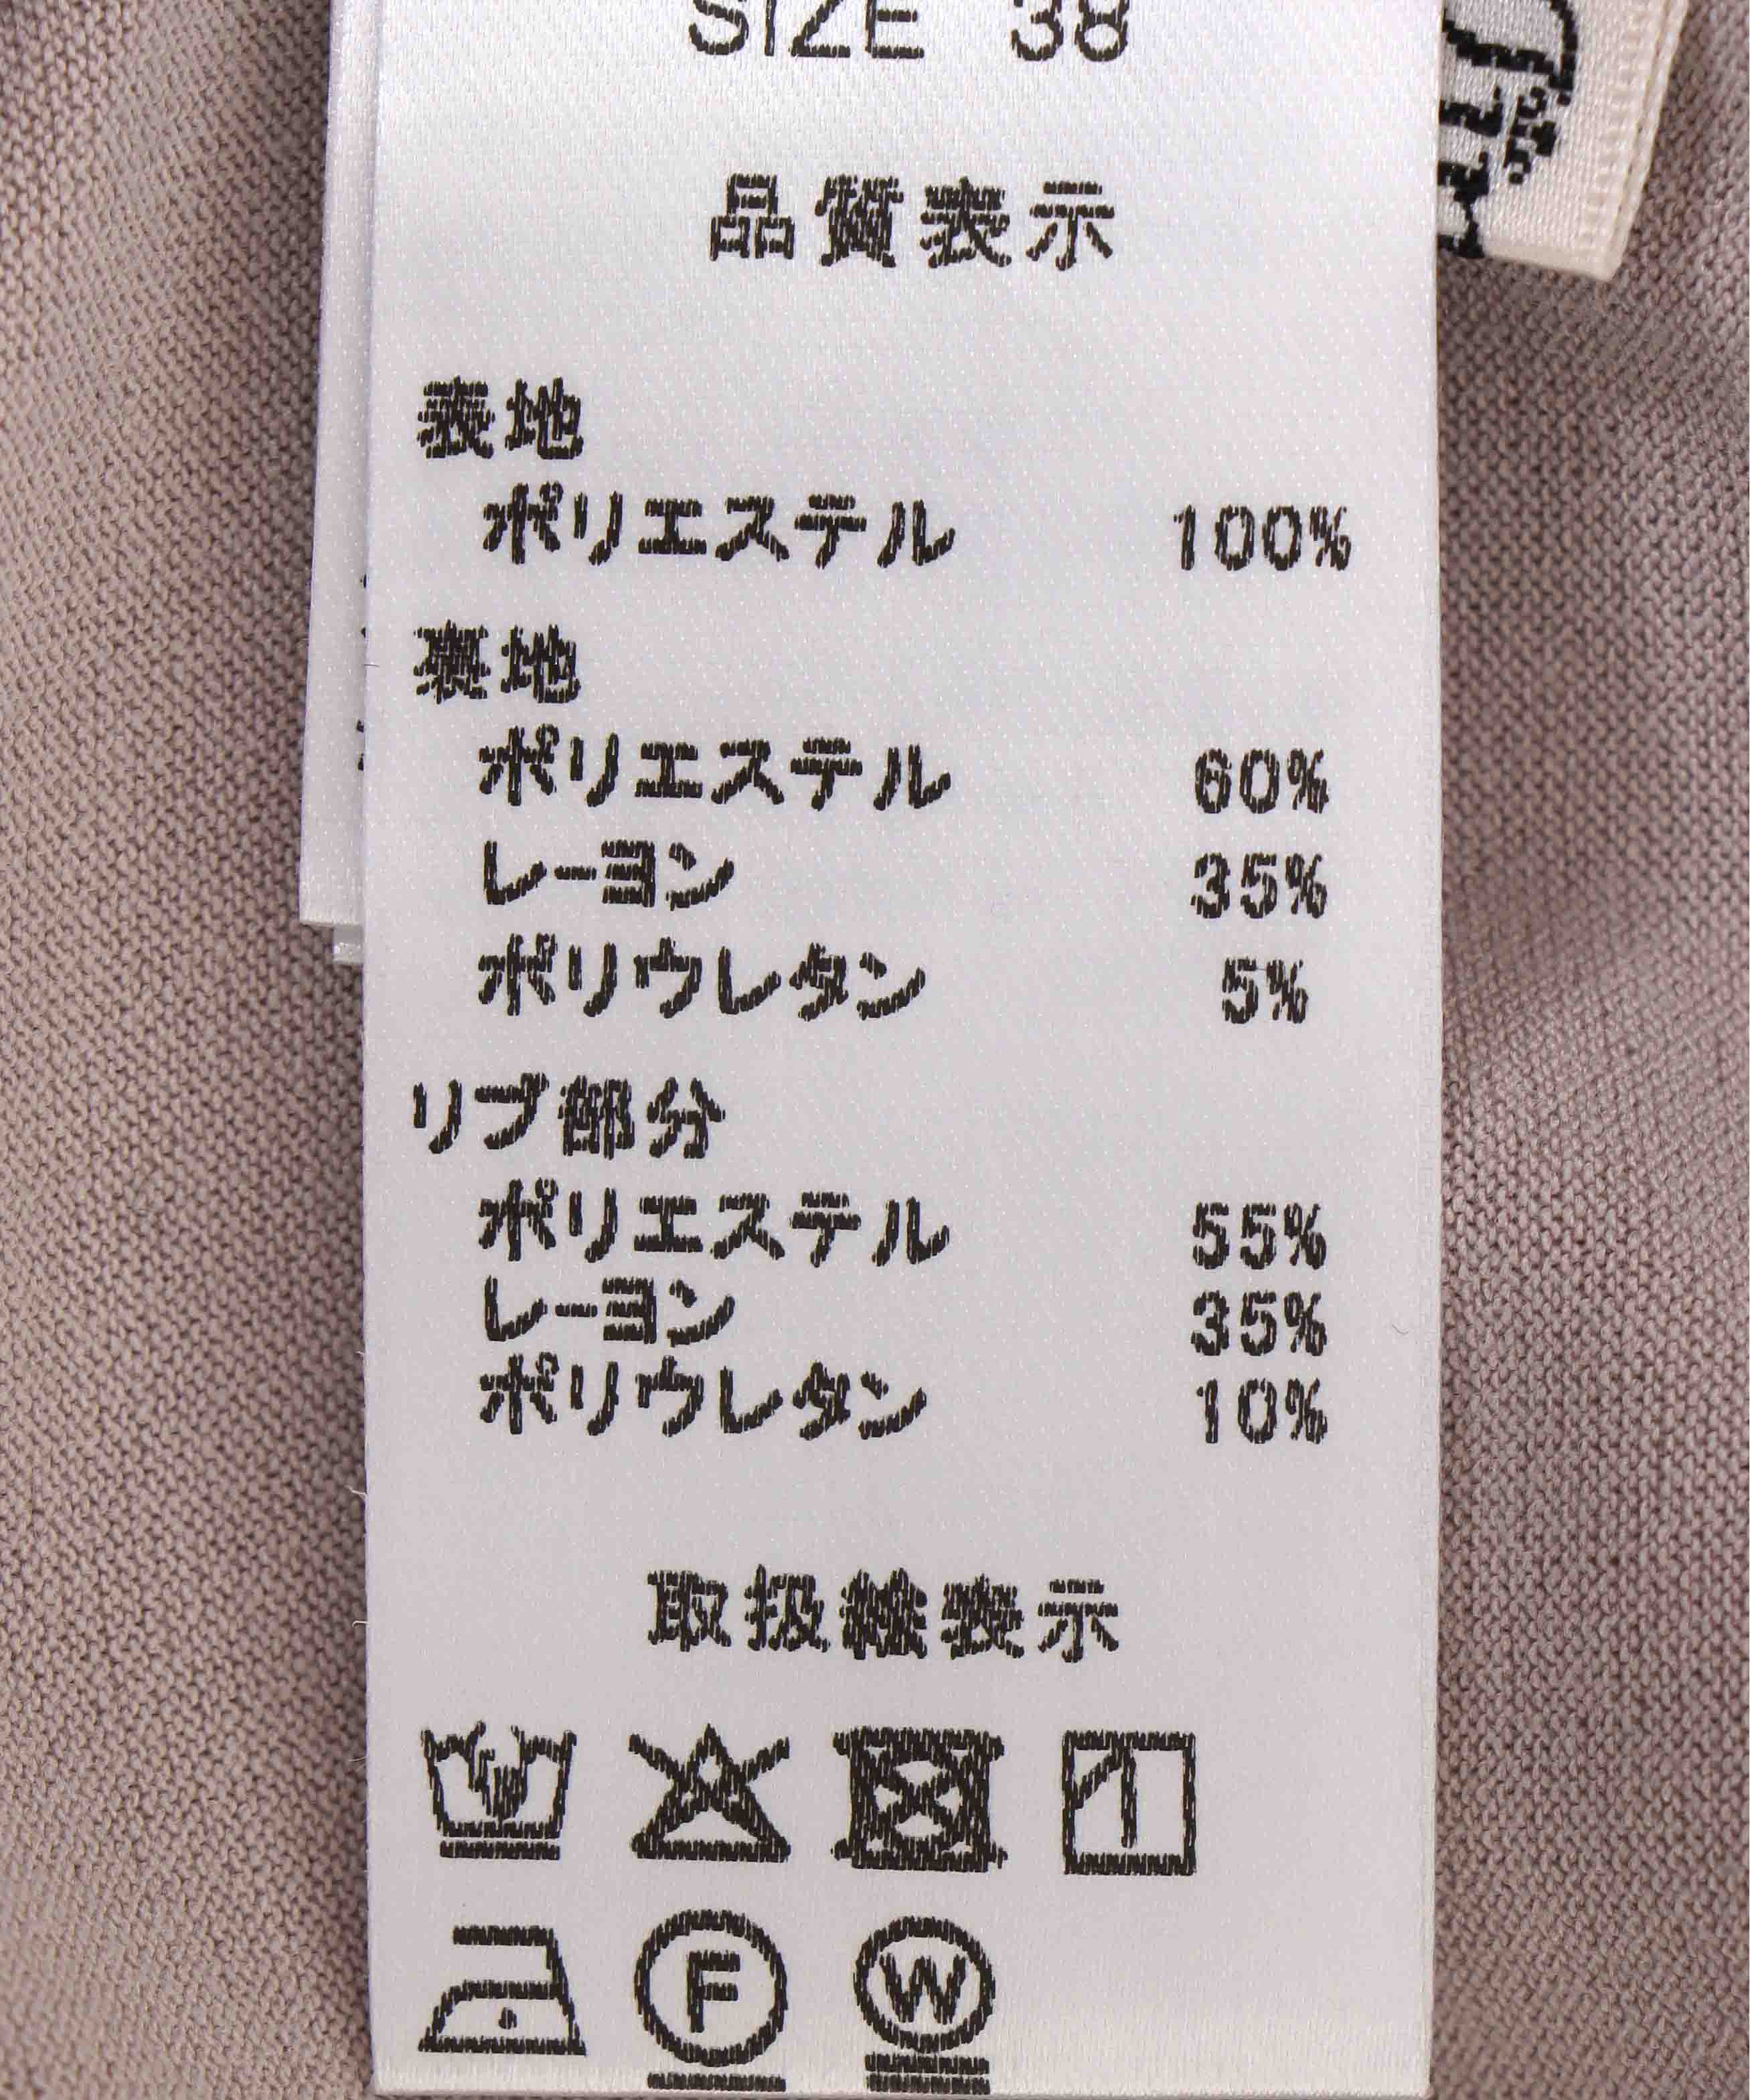 SIZE 38
品質表示
表地
ポリエステル 100%
裏地
ポリエステル 60%
レーヨン 35%
ポリウレタン 5%
リブ部分
ポリエステル 55%
レーヨン 35%
ポリウレタン 10%
取扱絵表示
F W